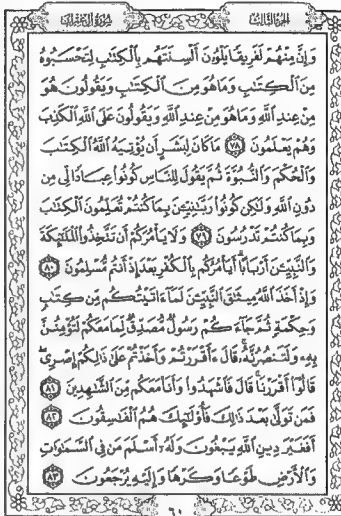 الجزء الثالث سورة آل عمران
وَإِنَّ مِنْهُمْ لَفَرِيقًا يَلْوُۥنَ أَلْسِنَتَهُم بِٱلْكِتَٰبِ لِتَحْسَبُوهُ
مِنَ ٱلْكِتَٰبِ وَمَا هُوَ مِنَ ٱلْكِتَٰبِ وَيَقُولُونَ هُوَ
مِنْ عِندِ ٱللَّهِ وَمَا هُوَ مِنْ عِندِ ٱللَّهِ وَيَقُولُونَ عَلَى ٱللَّهِ ٱلْكَذِبَ
وَهُمْ يَعْلَمُونَ ٧٨ مَا كَانَ لِبَشَرٍ أَن يُؤْتِيَهُ ٱللَّهُ ٱلْكِتَٰبَ
وَٱلْحُكْمَ وَٱلنُّبُوَّةَ ثُمَّ يَقُولَ لِلنَّاسِ كُونُوا۟ عِبَادًا لِّى مِن
دُونِ ٱللَّهِ وَلَٰكِن كُونُوا۟ رَبَّٰنِيِّـۧنَ بِمَا كُنتُمْ تُعَلِّمُونَ ٱلْكِتَٰبَ
وَبِمَا كُنتُمْ تَدْرُسُونَ ٧٩ وَلَا يَأْمُرَكُمْ أَن تَتَّخِذُوا۟ ٱلْمَلَٰٓئِكَةَ
وَٱلنَّبِيِّـۧنَ أَرْبَابًا ۗ أَيَأْمُرُكُم بِٱلْكُفْرِ بَعْدَ إِذْ أَنتُم مُّسْلِمُونَ ٨٠
وَإِذْ أَخَذَ ٱللَّهُ مِيثَٰقَ ٱلنَّبِيِّـۧنَ لَمَآ ءَاتَيْتُكُم مِّن كِتَٰبٍ
وَحِكْمَةٍ ثُمَّ جَآءَكُمْ رَسُولٌ مُّصَدِّقٌ لِّمَا مَعَكُمْ لَتُؤْمِنُنَّ
بِهِۦ وَلَتَنصُرُنَّهُۥ ۚ قَالَ ءَأَقْرَرْتُمْ وَأَخَذْتُمْ عَلَىٰ ذَٰلِكُمْ إِصْرِى ۖ
قَالُوٓا۟ أَقْرَرْنَا ۚ قَالَ فَٱشْهَدُوا۟ وَأَنَا۠ مَعَكُم مِّنَ ٱلشَّٰهِدِينَ ٨١
فَمَن تَوَلَّىٰ بَعْدَ ذَٰلِكَ فَأُو۟لَٰٓئِكَ هُمُ ٱلْفَٰسِقُونَ ٨٢
أَفَغَيْرَ دِينِ ٱللَّهِ يَبْغُونَ وَلَهُۥٓ أَسْلَمَ مَن فِى ٱلسَّمَٰوَٰتِ
وَٱلْأَرْضِ طَوْعًا وَكَرْهًا وَإِلَيْهِ يُرْجَعُونَ ٨٣
٦٠